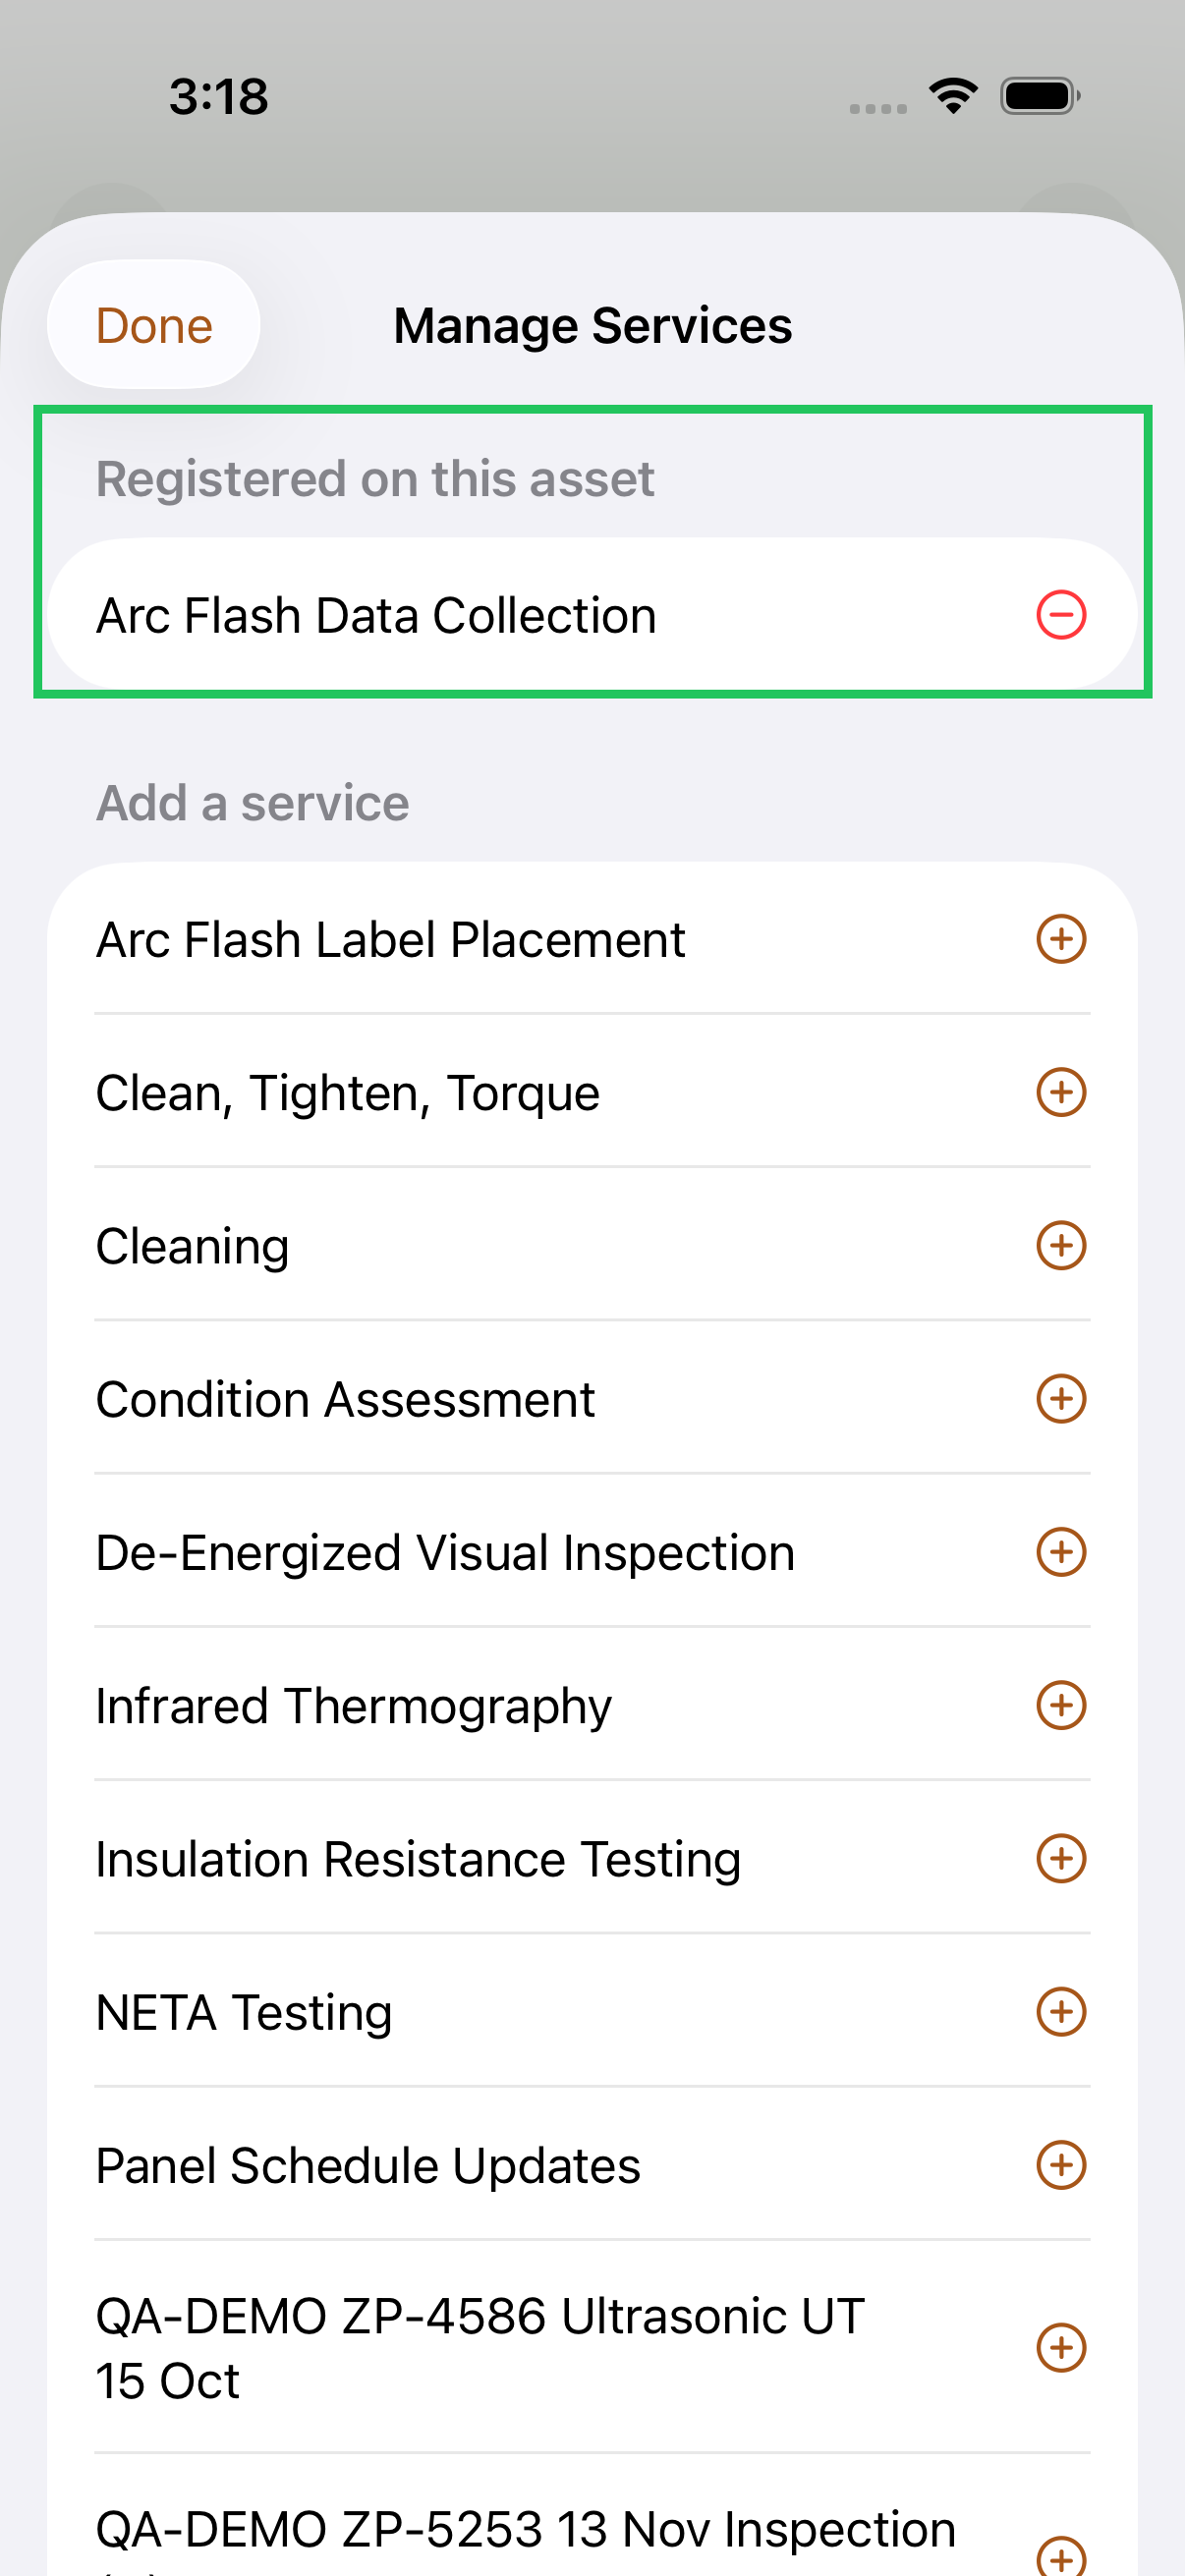 3:18
Done
Manage Services
Registered on this asset
Arc Flash Data Collection
Add a service
Arc Flash Label Placement
Clean, Tighten, Torque
Cleaning
Condition Assessment
De-Energized Visual Inspection
Infrared Thermography
Insulation Resistance Testing
NETA Testing
Panel Schedule Updates
QA-DEMO ZP-4586 Ultrasonic UT
15 Oct
QA-DEMO ZP-5253 13 Nov Inspection